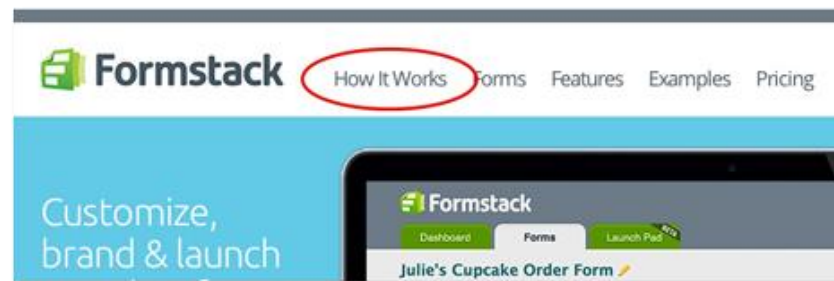 Formstack
How It Works Forms Features Examples Pricing
Customize,
brand & launch
Formstack
Dashboard Forms Launch Pad BETA
Julie's Cupcake Order Form